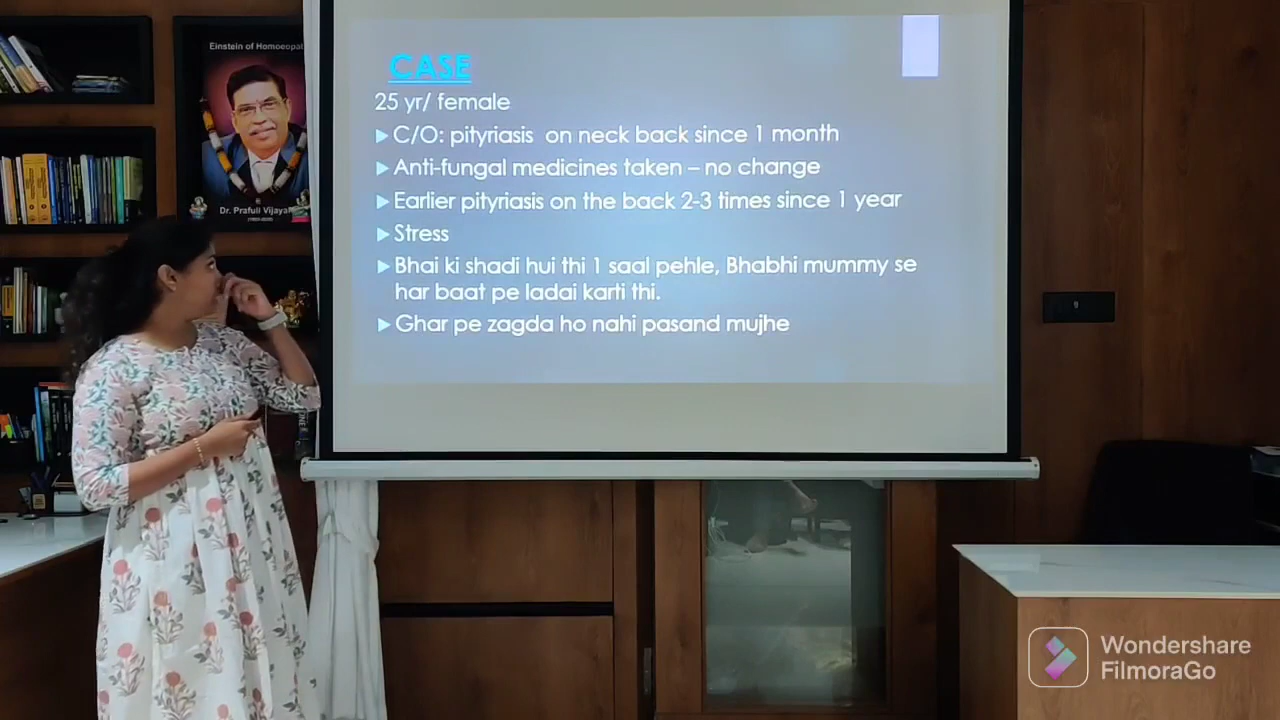 Einstein of Homoeopat
Dr. Prafull Vijayak
CASE
25 yr/ female
C/O: pityriasis on neck back since 1 month
Anti-fungal medicines taken – no change
Earlier pityriasis on the back 2-3 times since 1 year
Stress
Bhai ki shadi hui thi 1 saal pehle, Bhabhi mummy se
har baat pe ladai karti thi.
Ghar pe zagda ho nahi pasand mujhe
Wondershare
FilmoraGo